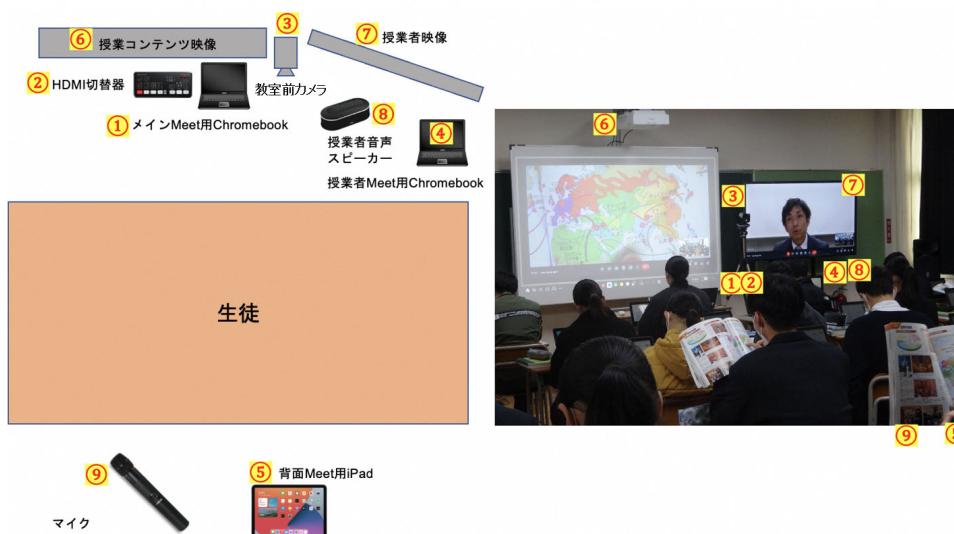 ⑥ 授業コンテンツ映像
③
⑦ 授業者映像
② HDMI切替器
教室前カメラ
① メインMeet用Chromebook
⑧
授業者音声
スピーカー
④
授業者Meet用Chromebook
生徒
⑨
マイク
⑤ 背面Meet用iPad
⑥
③
⑦
①②
④⑧
⑨